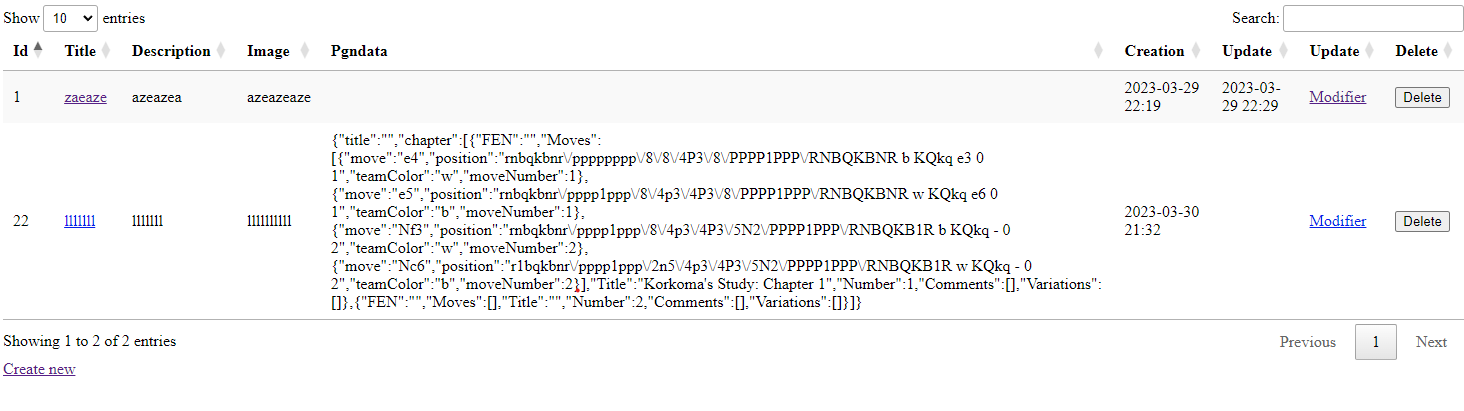 Show 10 entries Search:
Id Title Description Image Pgndata Creation Update Update Delete
1 zaeaze azeazea azeazeaze 2023-03-29 22:19 2023-03-29 22:29 Modifier Delete
{"title":"","chapter":[{"FEN":"","Moves":
[{"move":"e4","position":"rnbqkbnr\/pppppppp\/8\/8\/4P3\/8\/PPPP1PPP\/RNBQKBNR b KQkq e3 0
1","teamColor":"w","moveNumber":1},
{"move":"e5","position":"rnbqkbnr\/pppp1ppp\/8\/4p3\/4P3\/8\/PPPP1PPP\/RNBQKBNR w KQkq e6 0
1","teamColor":"b","moveNumber":1},
22 lllllll lllllll llllllllll {"move":"Nf3","position":"rnbqkbnr\/pppp1ppp\/8\/4p3\/4P3\/5N2\/PPPP1PPP\/RNBQKB1R b KQkq - 0 2023-03-30 21:32 Modifier Delete
2","teamColor":"w","moveNumber":2},
{"move":"Nc6","position":"r1bqkbnr\/pppp1ppp\/2n5\/4p3\/4P3\/5N2\/PPPP1PPP\/RNBQKB1R w KQkq - 0
2","teamColor":"b","moveNumber":2}],"Title":"Korkoma's Study: Chapter 1","Number":1,"Comments":[],"Variations":
[]},{"FEN":"","Moves":[],"Title":"","Number":2,"Comments":[],"Variations":[]}]}
Showing 1 to 2 of 2 entries Previous 1 Next
Create new